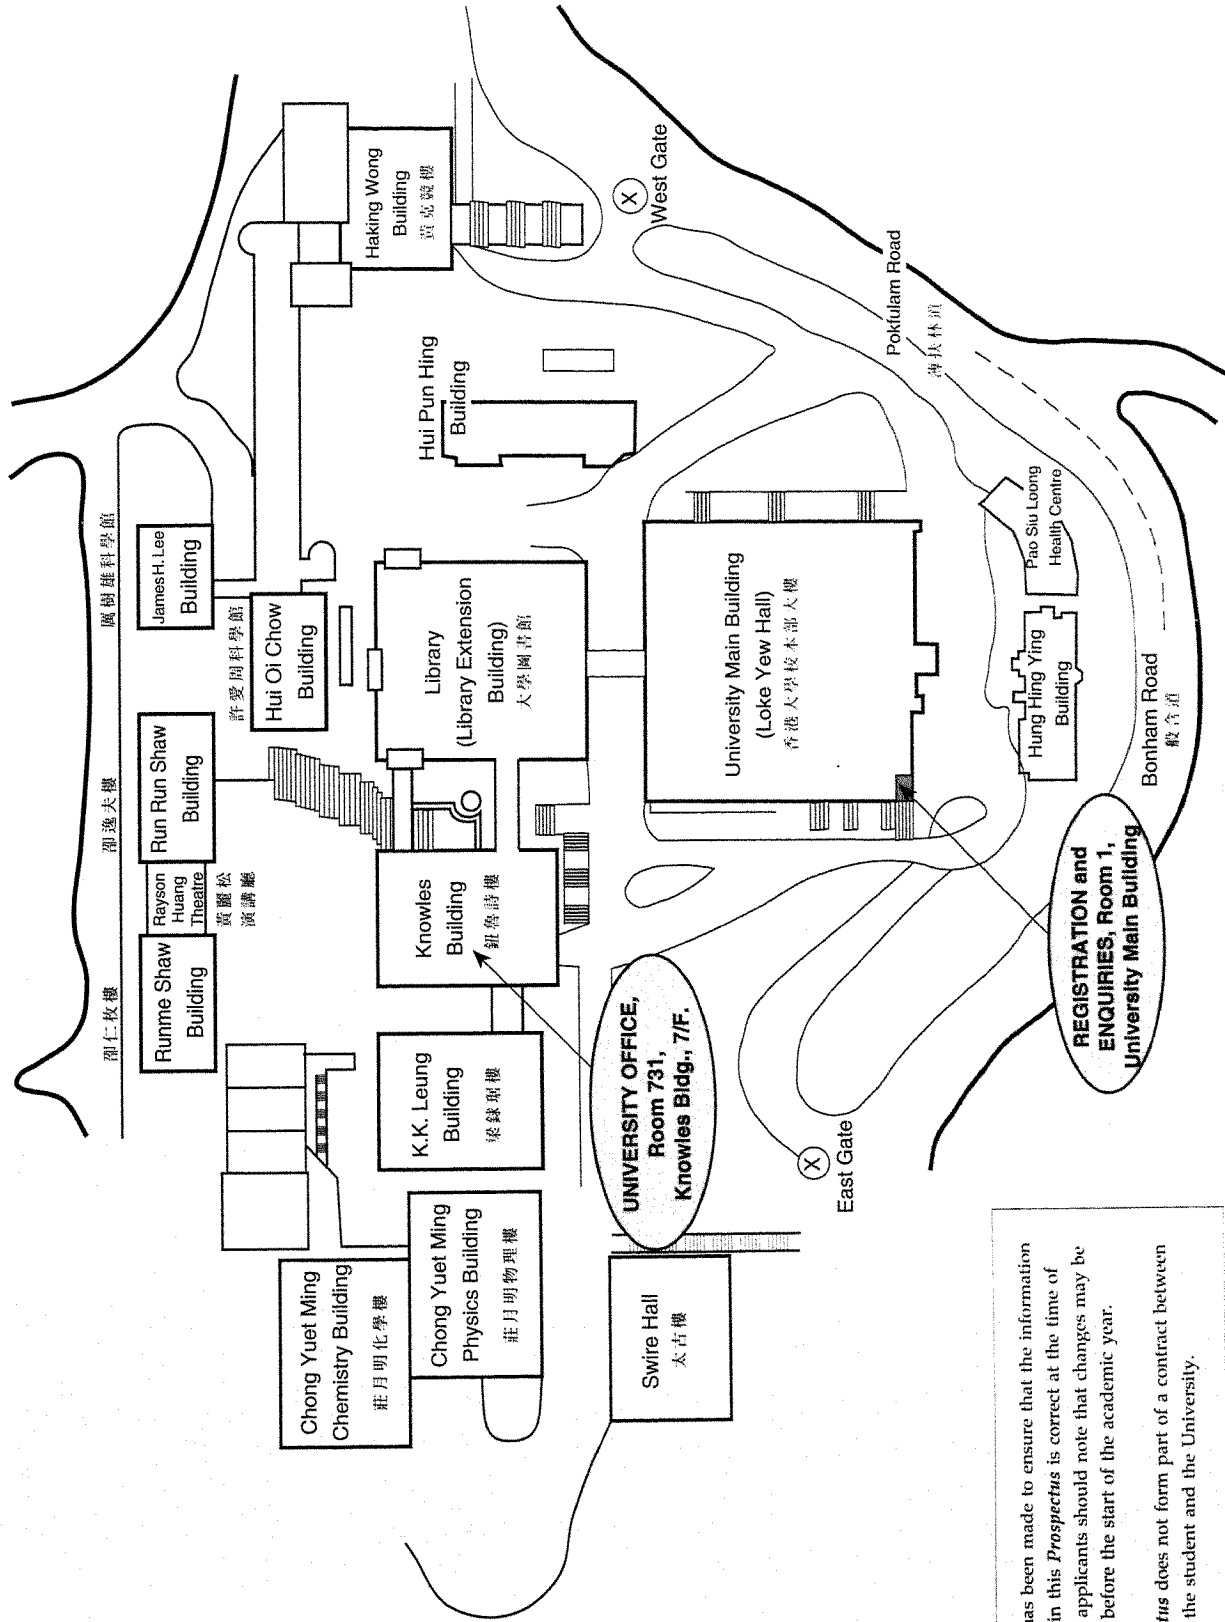 邵仁枚樓
邵逸夫樓
厲樹雄科學館
Runme Shaw
Building
Rayson
Huang
Theatre
黃麗松
演講廳
Run Run Shaw
Building
James H. Lee
Building
許愛周科學館
Hui Oi Chow
Building
Haking Wong
Building
黃克競樓
Chong Yuet Ming
Chemistry Building
莊月明化學樓
Chong Yuet Ming
Physics Building
莊月明物理樓
K.K. Leung
Building
梁銶琚樓
Knowles
Building
鈕魯詩樓
Library
(Library Extension
Building)
大學圖書館
Hui Pun Hing
Building
X
West Gate
Swire Hall
太古樓
UNIVERSITY OFFICE,
Room 731,
Knowles Bldg., 7/F.
University Main Building
(Loke Yew Hall)
香港大學校本部大樓
X
East Gate
Pokfulam Road
薄扶林道
Pao Siu Loong
Health Centre
Hung Hing Ying
Building
Bonham Road
般含道
REGISTRATION and
ENQUIRIES, Room 1,
University Main Building
has been made to ensure that the information
in this Prospectus is correct at the time of
applicants should note that changes may be
before the start of the academic year.
tus does not form part of a contract between
the student and the University.